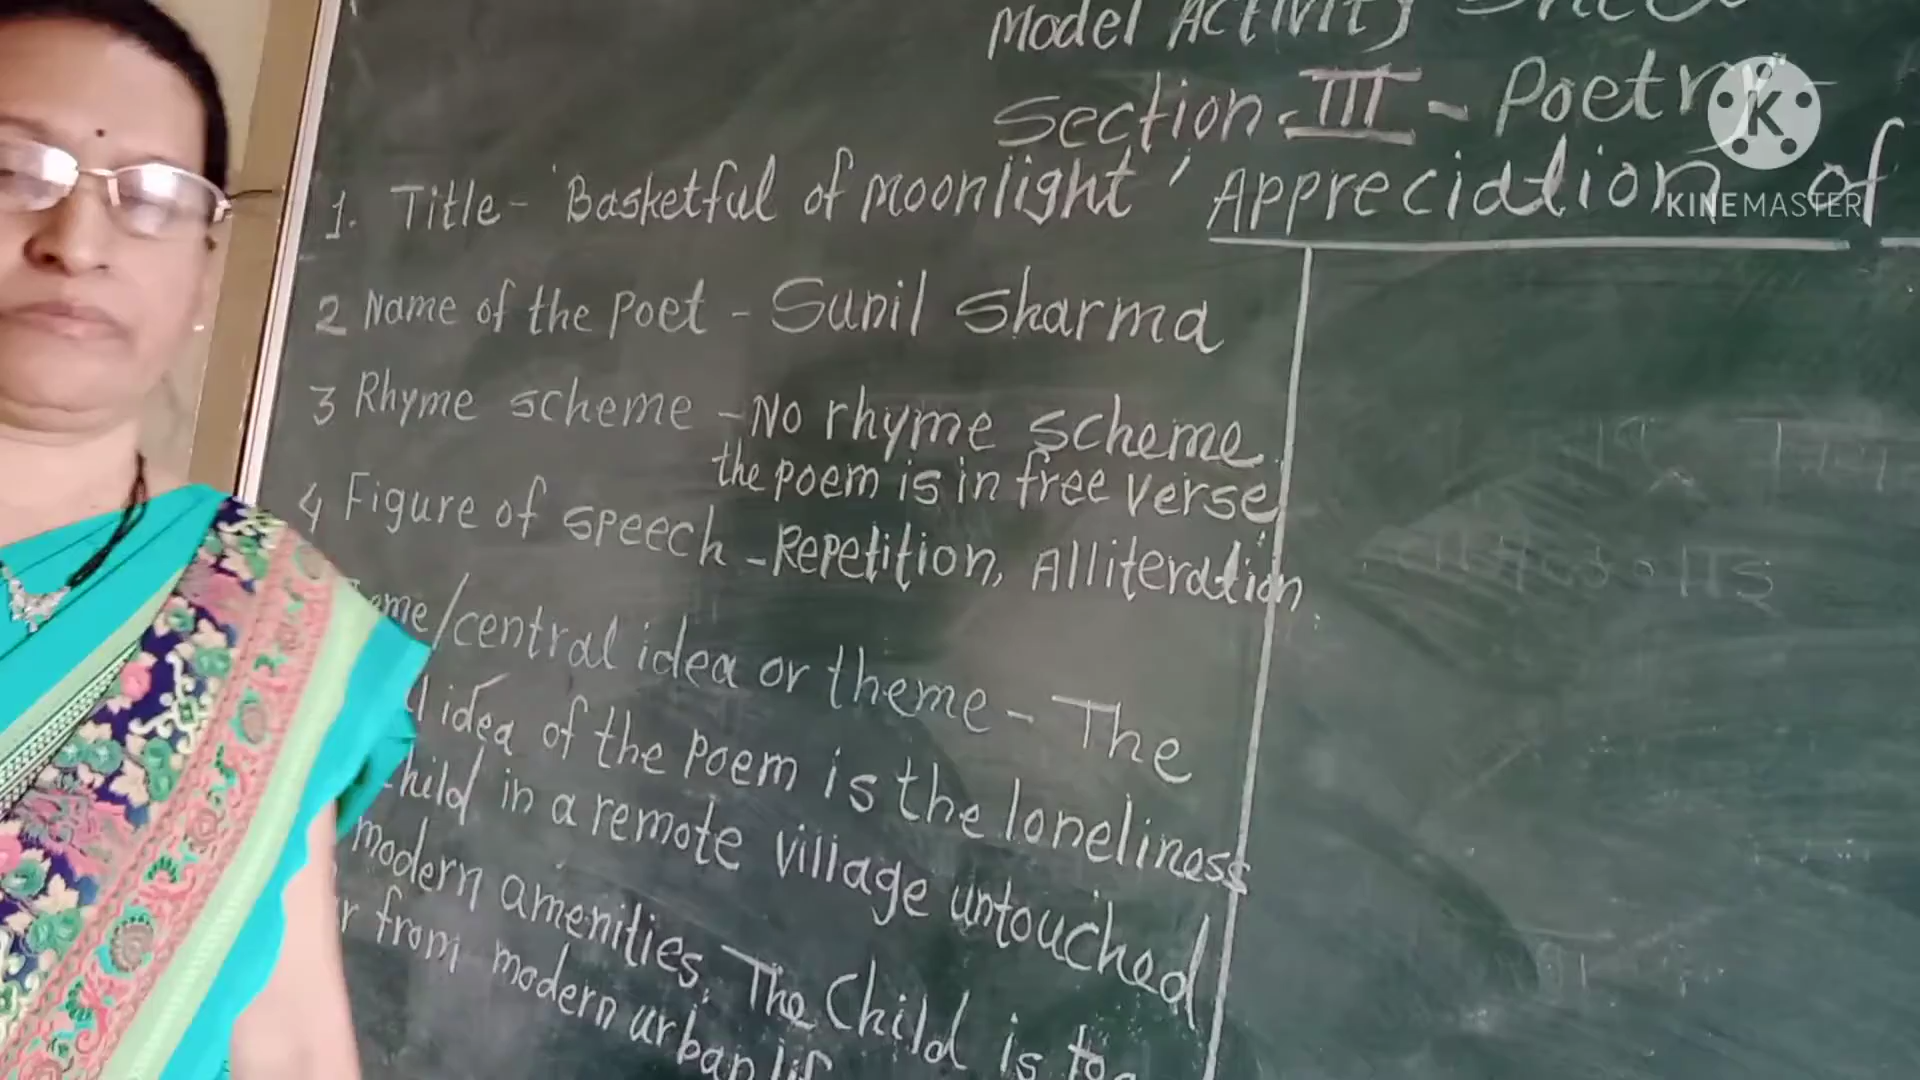 Model Activity
Section-III - Poetry
Appreciation of
1. Title - 'Basketful of moonlight'
2 Name of the poet - Sunil Sharma
3 Rhyme scheme - No rhyme scheme.
the poem is in free verse
4 Figure of speech - Repetition, Alliteration.
/central idea or theme - The
idea of the poem is the loneliness
child in a remote village untouched
modern amenities. The Child is too
from modern urban
K
KINEMASTER